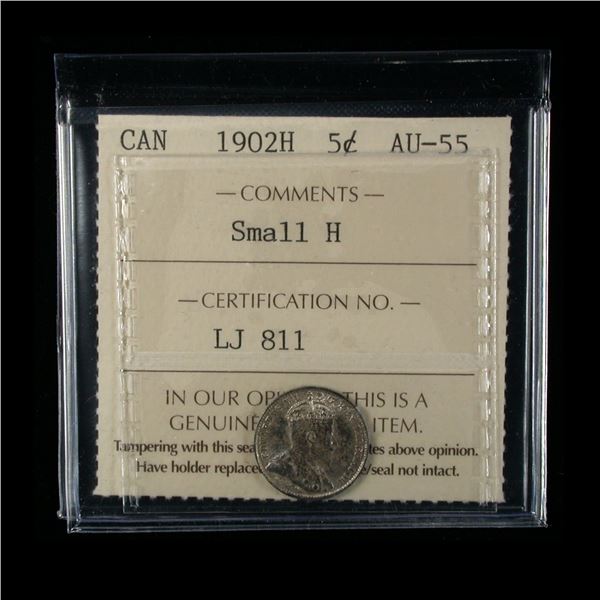 CAN 1902H 5¢ AU-55
— COMMENTS —
Small H
— CERTIFICATION NO. —
LJ 811
IN OUR OP THIS IS A
GENUINE ITEM.
Tampering with this sea tes above opinion.
Have holder replace /seal not intact.